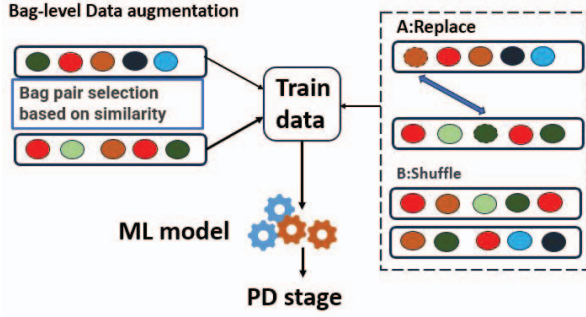 Bag-level Data augmentation
Bag pair selection
based on similarity
Train
data
A:Replace
B:Shuffle
ML model
PD stage